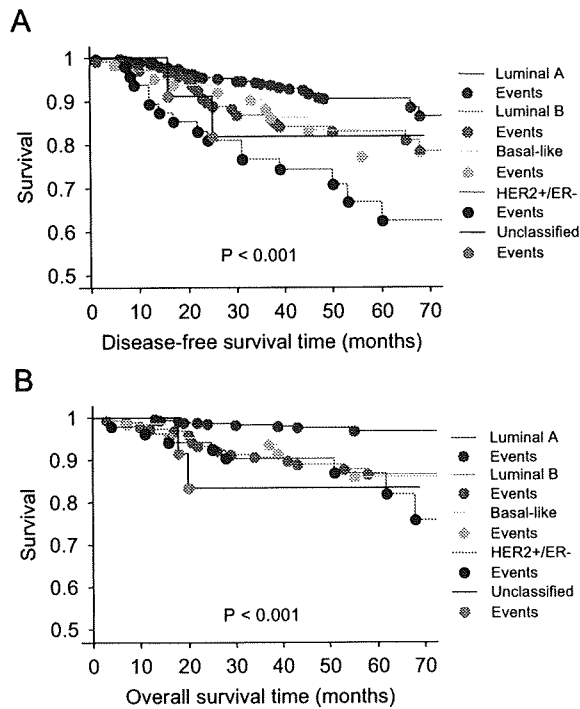 A
1
0.9
0.8
0.7
0.6
0.5
Survival
P < 0.001
0 10 20 30 40 50 60 70
Disease-free survival time (months)
Luminal A
Events
Luminal B
Events
Basal-like
Events
HER2+/ER-
Events
Unclassified
Events
B
1
0.9
0.8
0.7
0.6
0.5
Survival
P < 0.001
0 10 20 30 40 50 60 70
Overall survival time (months)
Luminal A
Events
Luminal B
Events
Basal-like
Events
HER2+/ER-
Events
Unclassified
Events